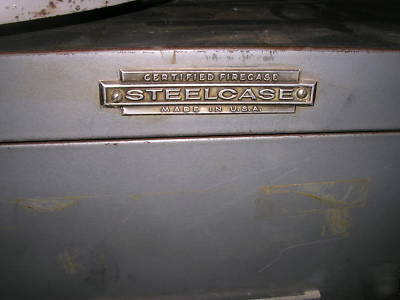 CERTIFIED FIRECASE
STEELCASE
MADE IN U.S.A.